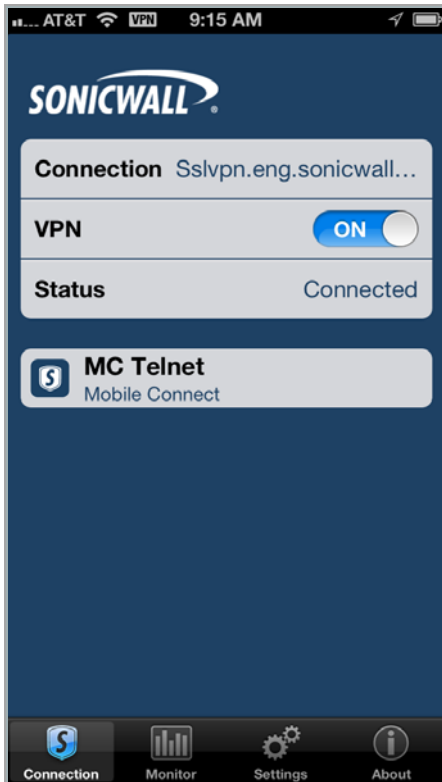 ... AT&T VPN 9:15 AM
SONICWALL
Connection Sslvpn.eng.sonicwall...
VPN ON
Status Connected
MC Telnet
Mobile Connect
Connection Monitor Settings About